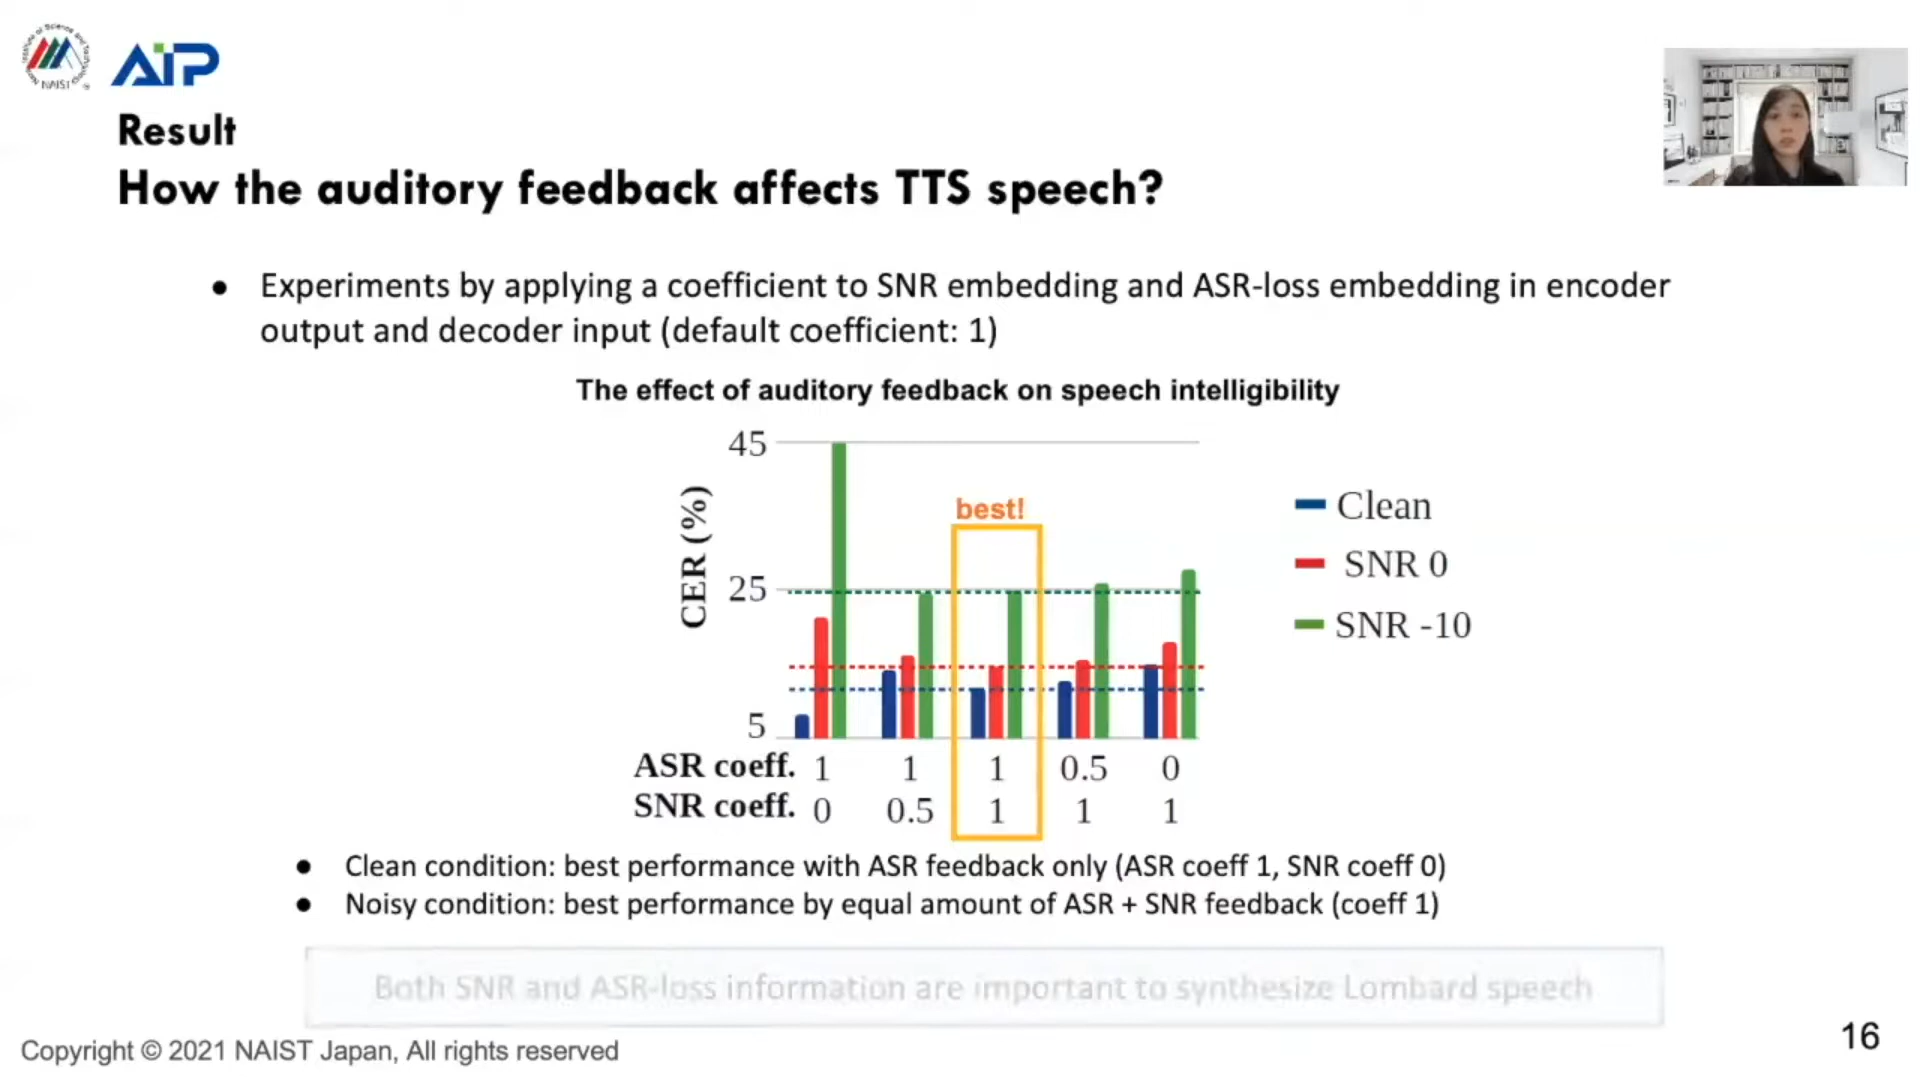 NAIST
AIP
Result
How the auditory feedback affects TTS speech?
● Experiments by applying a coefficient to SNR embedding and ASR-loss embedding in encoder
output and decoder input (default coefficient: 1)
The effect of auditory feedback on speech intelligibility
45
25
5
CER (%)
best!
Clean
SNR 0
SNR -10
ASR coeff. 1 1 1 0.5 0
SNR coeff. 0 0.5 1 1 1
● Clean condition: best performance with ASR feedback only (ASR coeff 1, SNR coeff 0)
● Noisy condition: best performance by equal amount of ASR + SNR feedback (coeff 1)
Both SNR and ASR-loss information are important to synthesize Lombard speech
Copyright © 2021 NAIST Japan, All rights reserved
16